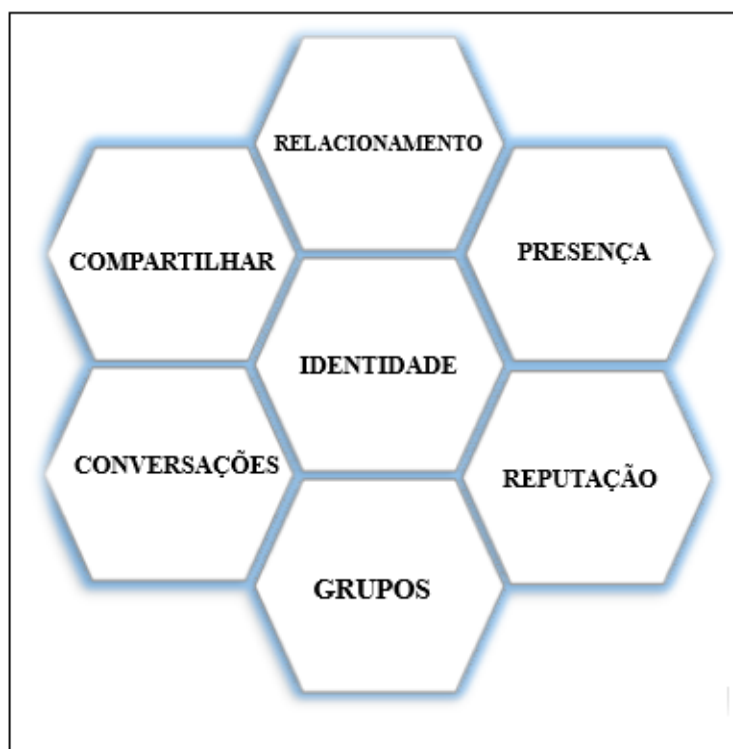 RELACIONAMENTO
PRESENÇA
COMPARTILHAR
IDENTIDADE
CONVERSAÇÕES
REPUTAÇÃO
GRUPOS